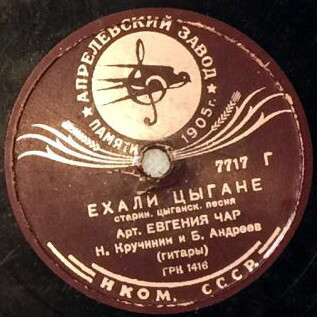 АПРЕЛЕВСКИЙ ЗАВОД
ПАМЯТИ 1905 г.
7717 Г
ЕХАЛИ ЦЫГАНЕ
старин. цыганск. песня
Арт. ЕВГЕНИЯ ЧАР
Н. Кручинин и Б. Андреев
(гитары)
ГРК 1416
НКОМ. СССР.